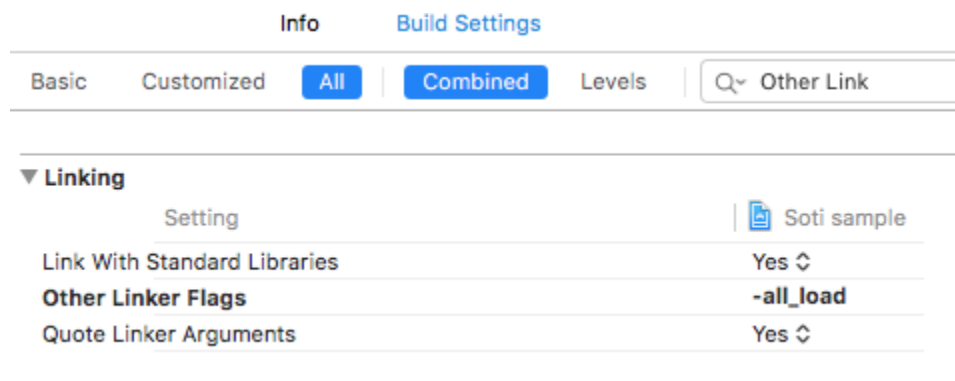 Info Build Settings
Basic Customized All Combined Levels Other Link
Linking
Setting Soti sample
Link With Standard Libraries Yes
Other Linker Flags -all_load
Quote Linker Arguments Yes